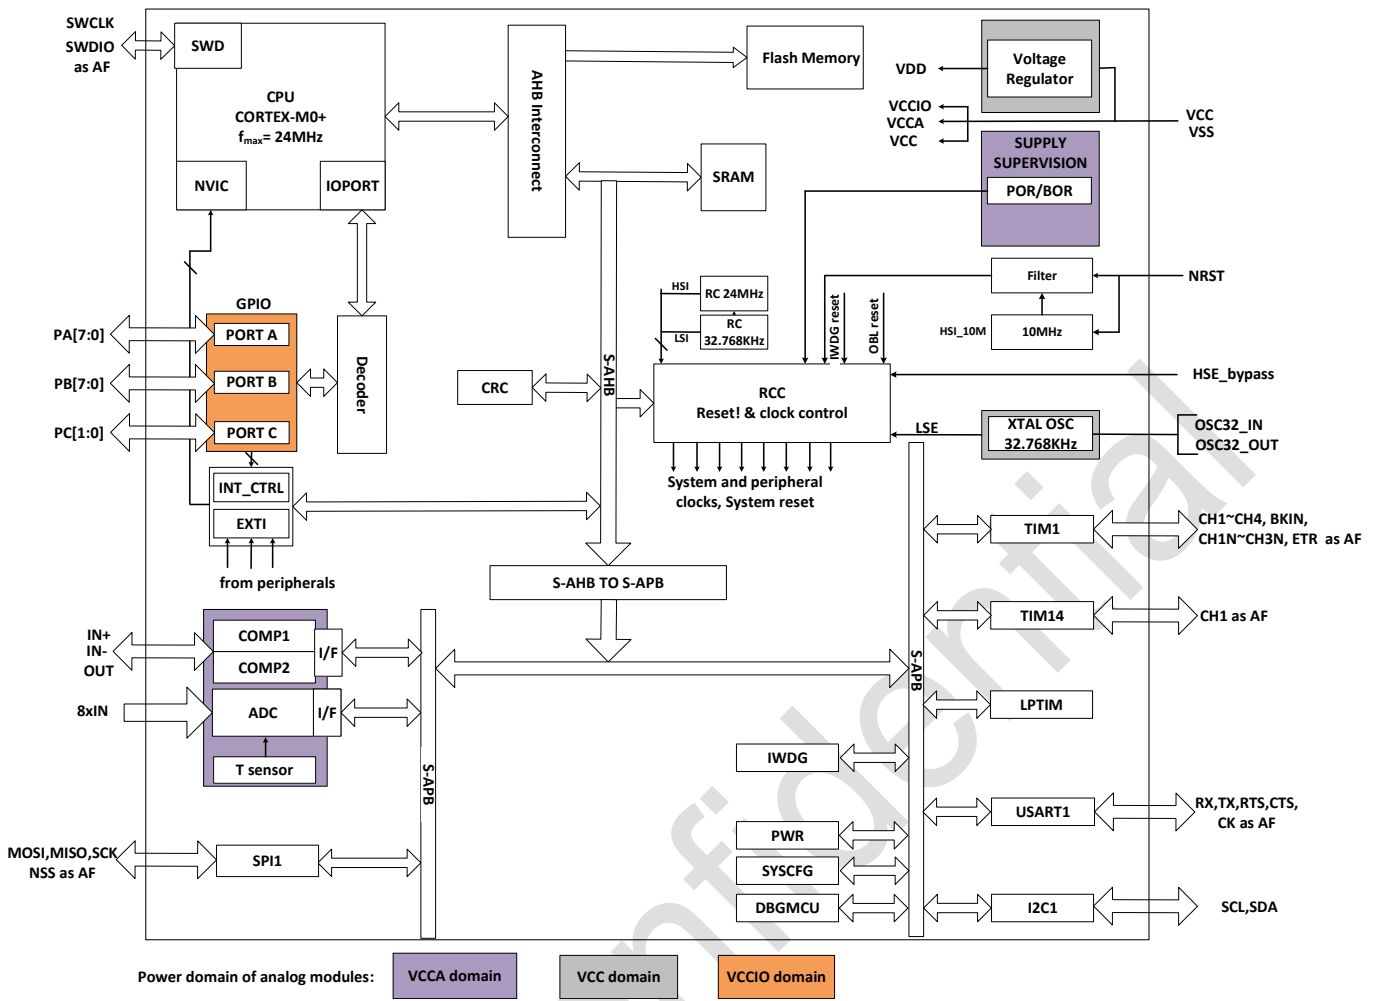 SWCLK
SWDIO
as AF
SWD
CPU
CORTEX-M0+
fmax= 24MHz
NVIC
IOPORT
AHB Interconnect
Flash Memory
SRAM
Voltage
Regulator
VDD
VCCIO
VCCA
VCC
VCC
VSS
SUPPLY
SUPERVISION
POR/BOR
Filter
NRST
HSI_10M
10MHz
HSI
RC 24MHz
LSI
RC
32.768KHz
IWDG reset
OBL reset
GPIO
PORT A
PORT B
PORT C
PA[7:0]
PB[7:0]
PC[1:0]
Decoder
CRC
S-AHB
RCC
Reset! & clock control
HSE_bypass
LSE
XTAL OSC
32.768KHz
OSC32_IN
OSC32_OUT
System and peripheral
clocks, System reset
INT_CTRL
EXTI
from peripherals
S-AHB TO S-APB
TIM1
CH1~CH4, BKIN,
CH1N~CH3N, ETR as AF
TIM14
CH1 as AF
IN+
IN-
OUT
COMP1
COMP2
I/F
8xIN
ADC
I/F
T sensor
S-APB
S-APB
LPTIM
IWDG
USART1
RX,TX,RTS,CTS,
CK as AF
PWR
SYSCFG
DBGMCU
I2C1
SCL,SDA
MOSI,MISO,SCK
NSS as AF
SPI1
Power domain of analog modules:
VCCA domain
VCC domain
VCCIO domain
nfidential